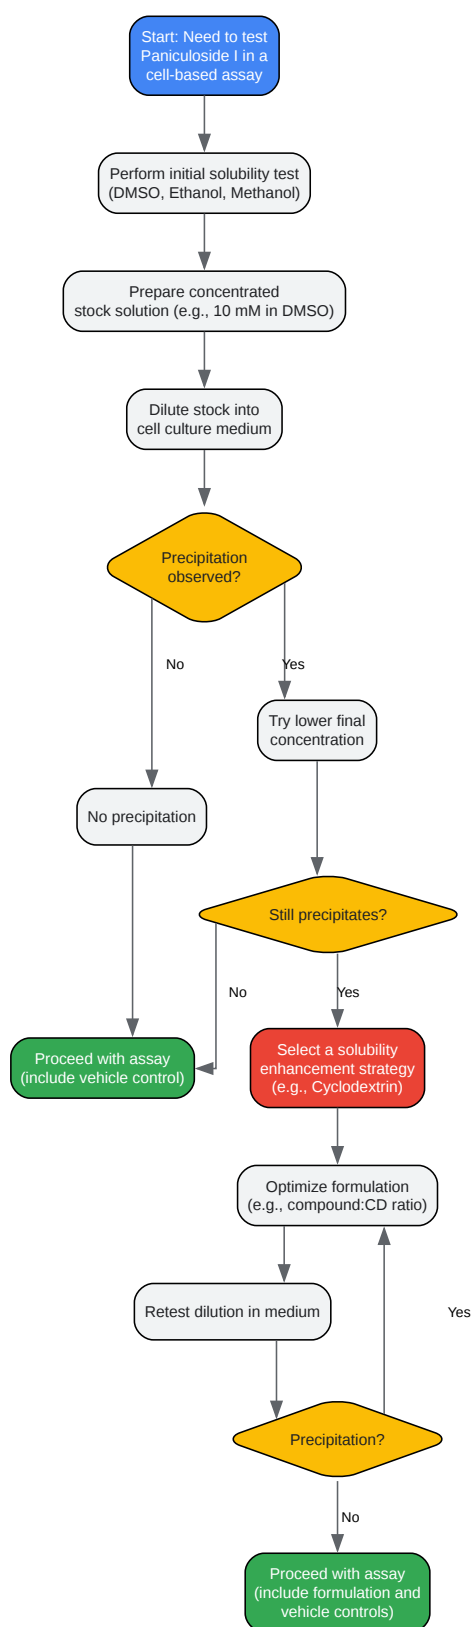 Start: Need to test
Paniculoside I in a
cell-based assay
Perform initial solubility test
(DMSO, Ethanol, Methanol)
Prepare concentrated
stock solution (e.g., 10 mM in DMSO)
Dilute stock into
cell culture medium
Precipitation
observed?
No
Yes
Try lower final
concentration
No precipitation
Still precipitates?
No
Yes
Proceed with assay
(include vehicle control)
Select a solubility
enhancement strategy
(e.g., Cyclodextrin)
Optimize formulation
(e.g., compound:CD ratio)
Retest dilution in medium
Yes
Precipitation?
No
Proceed with assay
(include formulation and
vehicle controls)